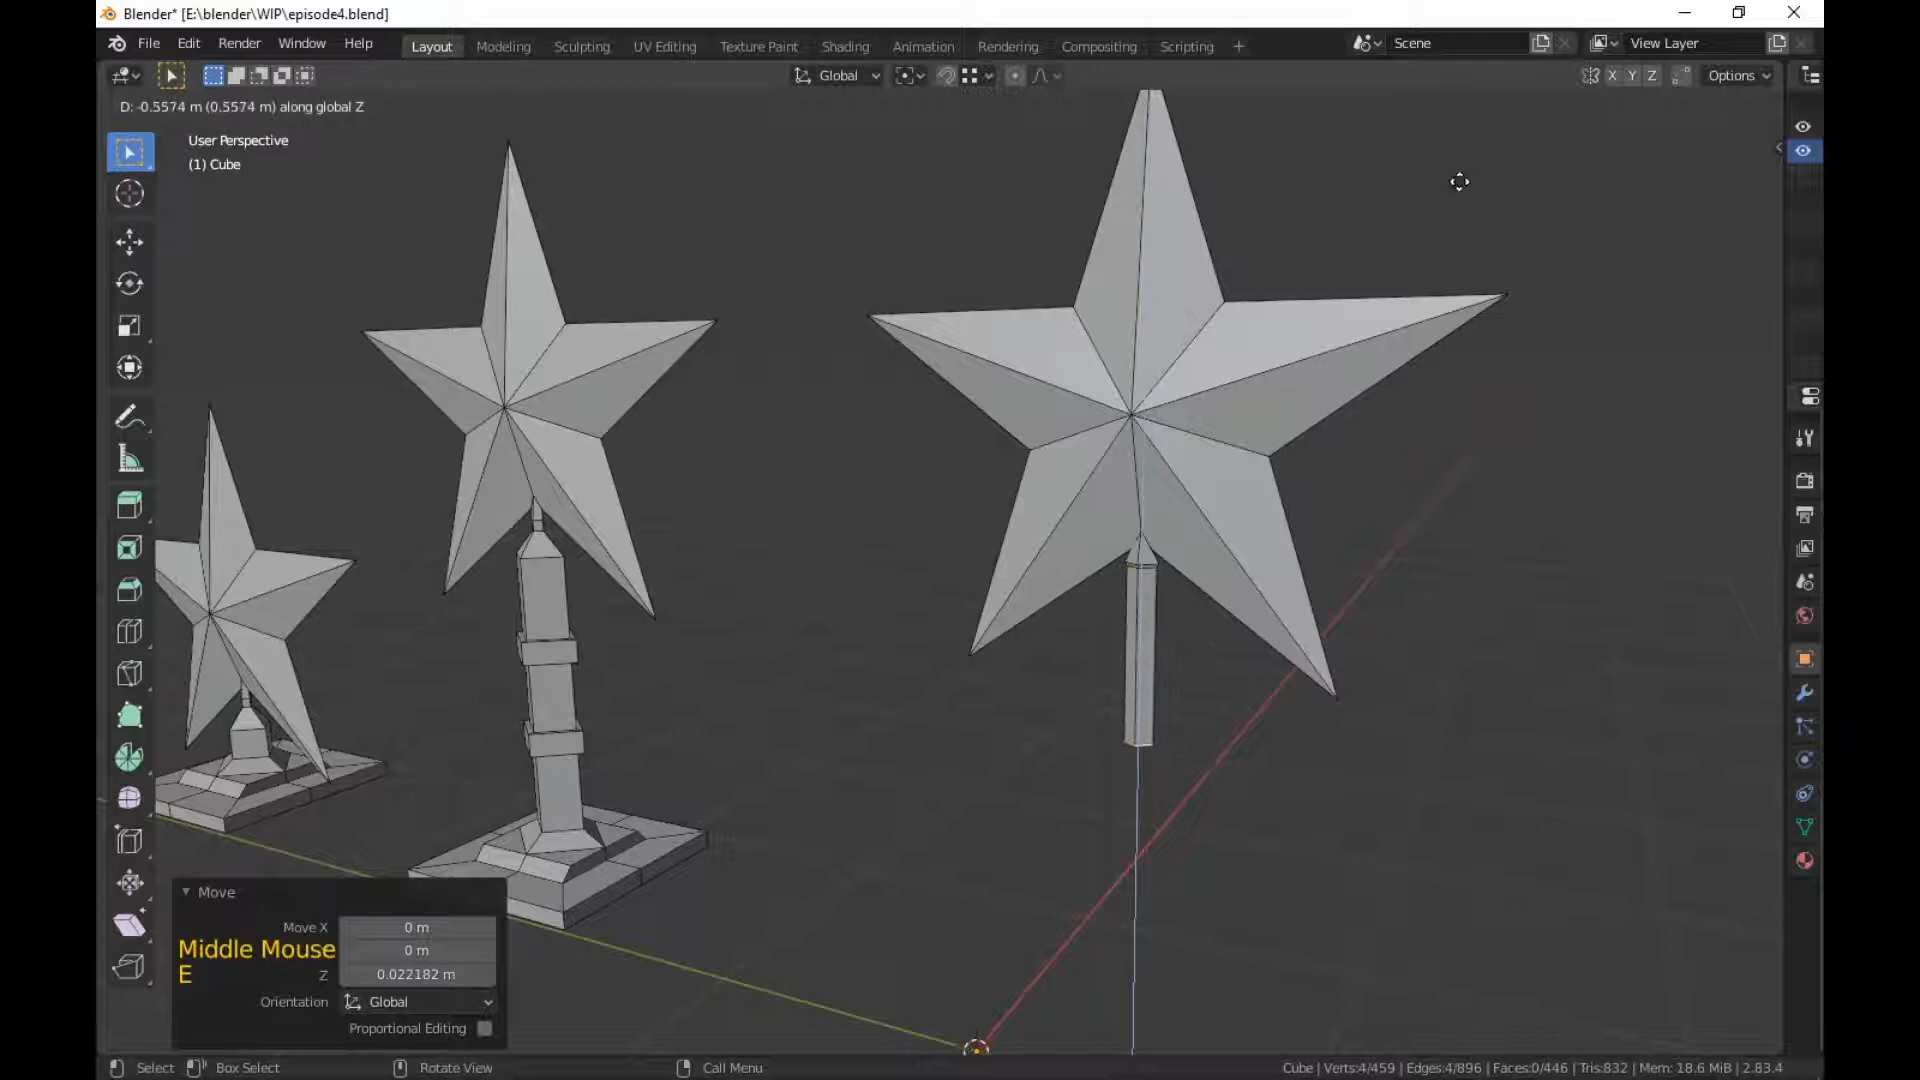 Blender* [E:\blender\WIP\episode4.blend]
File Edit Render Window Help Layout Modeling Sculpting UV Editing Texture Paint Shading Animation Rendering Compositing Scripting + Scene View Layer
Global X Y Z Options
D: -0.5574 m (0.5574 m) along global Z
User Perspective
(1) Cube
Move
Move X 0 m
Middle Mouse 0 m
E Z 0.022182 m
Orientation Global
Proportional Editing
Select Box Select Rotate View Call Menu Cube | Verts:4/459 | Edges:4/896 | Faces:0/446 | Tris:832 | Mem: 18.6 MiB | 2.83.4